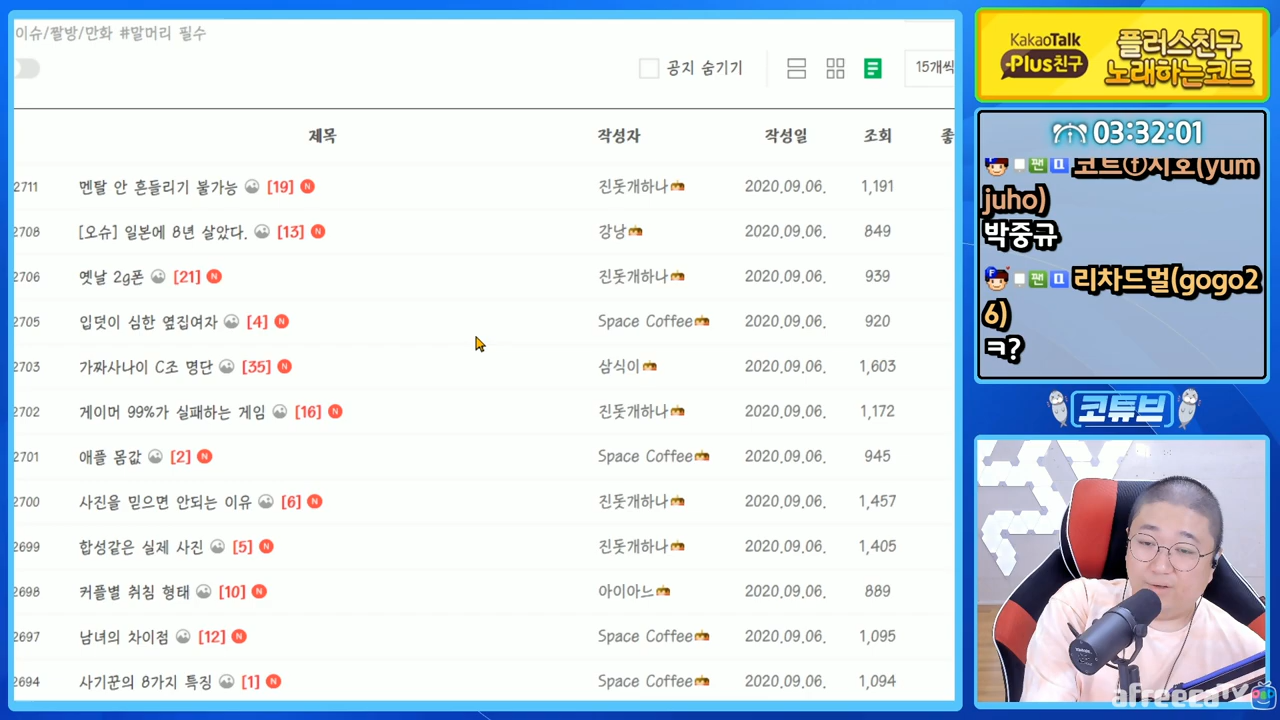 이슈/짤방/만화 #말머리 필수
공지 숨기기
15개씩
제목 작성자 작성일 조회 좋
2711 멘탈 안 흔들리기 불가능 [19] N 진돗개하나 2020.09.06. 1,191
2708 [오슈] 일본에 8년 살았다. [13] N 강낭 2020.09.06. 849
2706 옛날 2g폰 [21] N 진돗개하나 2020.09.06. 939
2705 입덧이 심한 옆집여자 [4] N Space Coffee 2020.09.06. 920
2703 가짜사나이 C조 명단 [35] N 삼식이 2020.09.06. 1,603
2702 게이머 99%가 실패하는 게임 [16] N 진돗개하나 2020.09.06. 1,172
2701 애플 몸값 [2] N Space Coffee 2020.09.06. 945
2700 사진을 믿으면 안되는 이유 [6] N 진돗개하나 2020.09.06. 1,457
2699 합성같은 실제 사진 [5] N 진돗개하나 2020.09.06. 1,405
2698 커플별 취침 형태 [10] N 아이아느 2020.09.06. 889
2697 남녀의 차이점 [12] N Space Coffee 2020.09.06. 1,095
2694 사기꾼의 8가지 특징 [1] N Space Coffee 2020.09.06. 1,094
KakaoTalk
Plus친구
플러스친구
노래하는코트
03:32:01
팬 코트ⓕ지호(yum
juho)
박중규
팬 리차드멀(gogo2
6)
ㅋ?
코튜브
afreecaTV